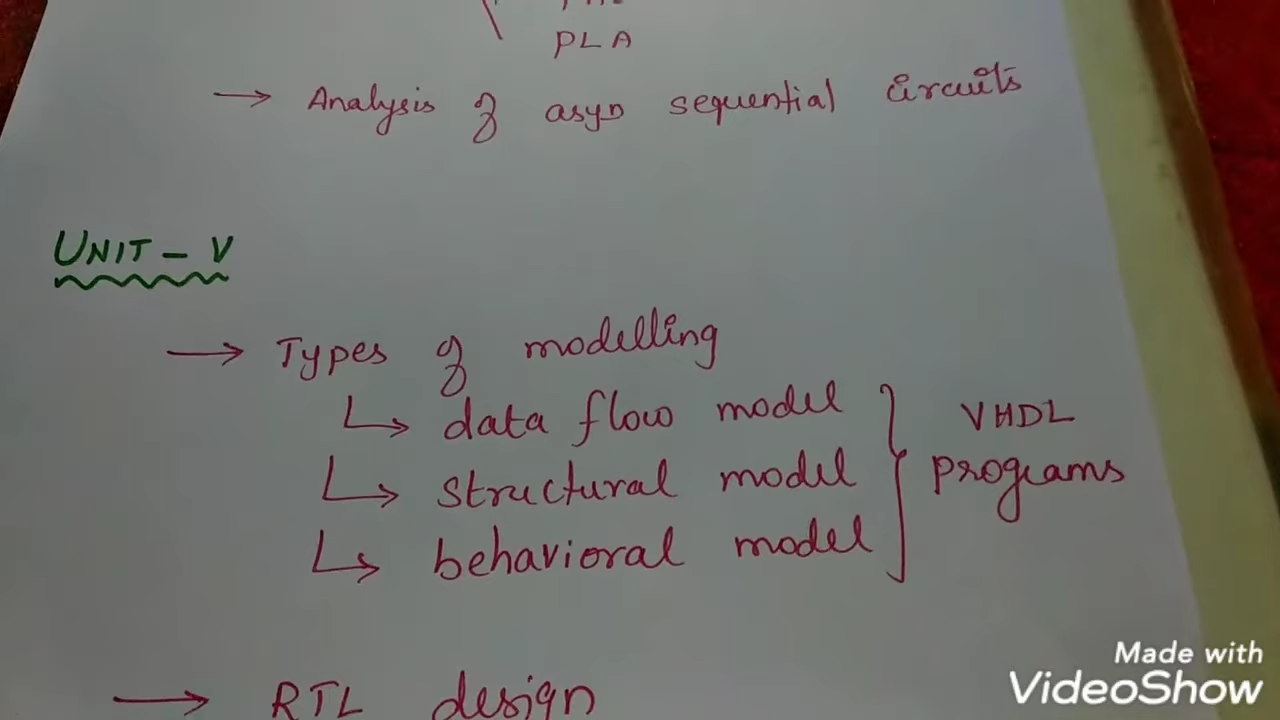 PLA
→ Analysis of asyn sequential circuits
UNIT - V
→ Types of modelling
↳ data flow model
↳ structural model
↳ behavioral model
VHDL
programs
→ RTL design
Made with
VideoShow